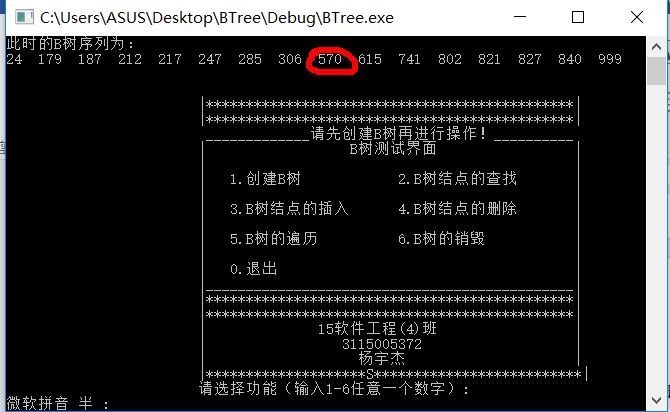 C:\Users\ASUS\Desktop\BTree\Debug\BTree.exe
此时的B树序列为:
24 179 187 212 217 247 285 306 570 615 741 802 821 827 840 999
|***********************************************|
|***********************************************|
|_____________请先创建B树再进行操作!__________|
B树测试界面
1.创建B树 2.B树结点的查找
3.B树结点的插入 4.B树结点的删除
5.B树的遍历 6.B树的销毁
0.退出
|_______________________________________________|
|***********************************************|
|***********************************************|
15软件工程(4)班
3115005372
杨宇杰
|********************S**************************|
请选择功能(输入1-6任意一个数字):
微软拼音 半 :